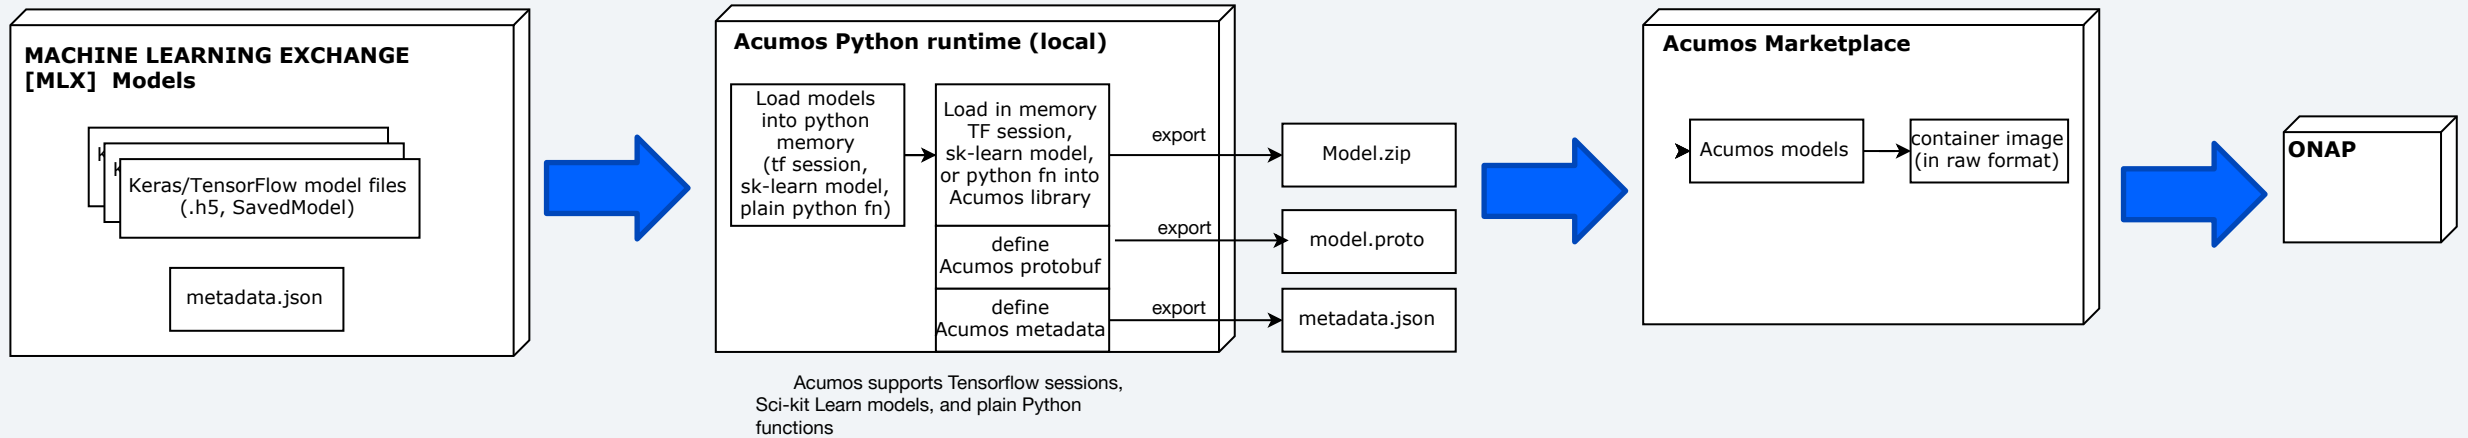 MACHINE LEARNING EXCHANGE
[MLX]  Models
K
K
Keras/TensorFlow model files
(.h5, SavedModel)
metadata.json
Acumos Python runtime (local)
Load models
into python
memory
(tf session,
sk-learn model,
plain python fn)
Load in memory
TF session,
sk-learn model,
or python fn into
Acumos library
define
Acumos protobuf
define
Acumos metadata
export
export
export
Model.zip
model.proto
metadata.json
Acumos supports Tensorflow sessions,
Sci-kit Learn models, and plain Python
functions
Acumos Marketplace
Acumos models
container image
(in raw format)
ONAP